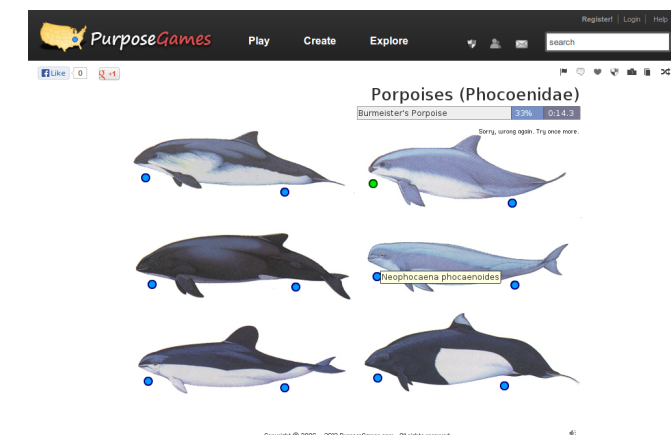 Register! | Login | Help
PurposeGames Play Create Explore search
Like 0 +1
Porpoises (Phocoenidae)
Burmeister's Porpoise 33% 0:14.3
Sorry, wrong again. Try once more.
Neophocaena phocaenoides